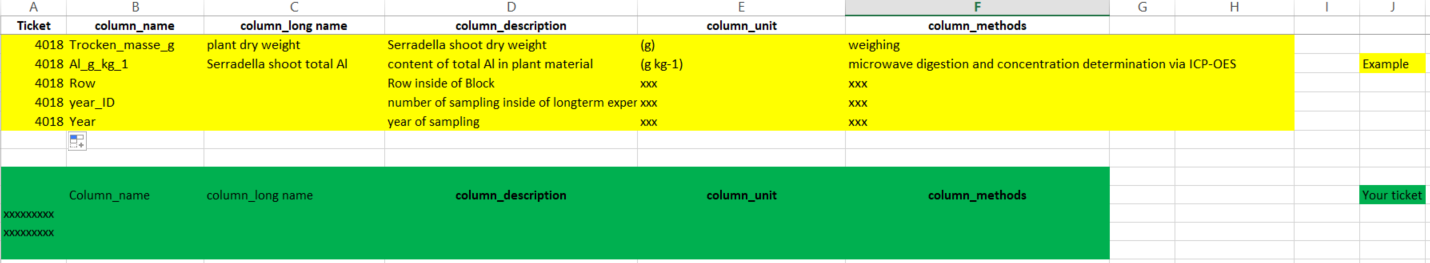 A B C D E F G H I J
Ticket column_name column_long name column_description column_unit column_methods
4018 Trocken_masse_g plant dry weight Serradella shoot dry weight (g) weighing
4018 Al_g_kg_1 Serradella shoot total Al content of total Al in plant material (g kg-1) microwave digestion and concentration determination via ICP-OES Example
4018 Row Row inside of Block xxx xxx
4018 year_ID number of sampling inside of longterm exper xxx xxx
4018 Year year of sampling xxx xxx
Column_name column_long name column_description column_unit column_methods Your ticket
xxxxxxxxx
xxxxxxxxx